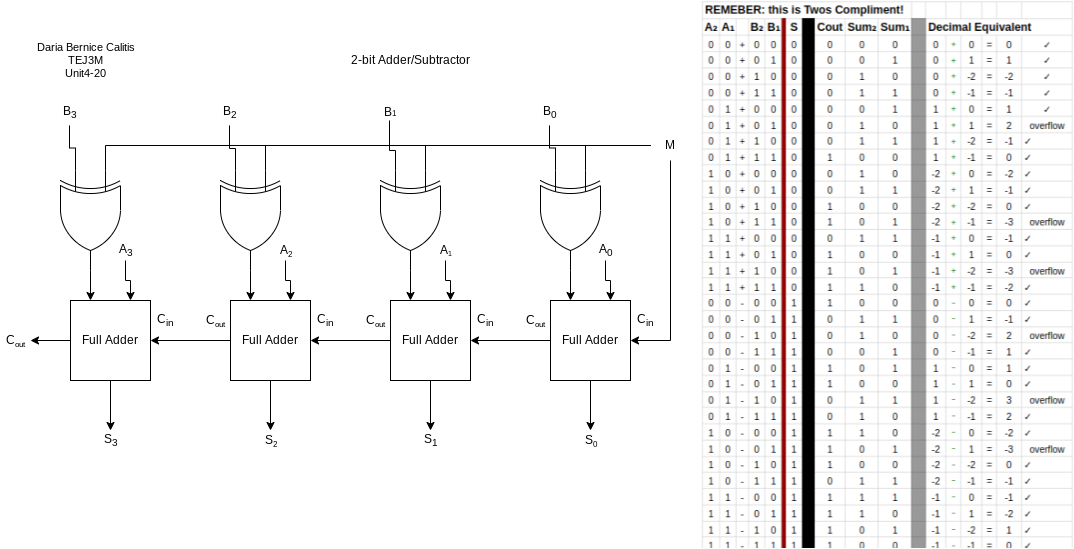 Daria Bernice Calitis
TEJ3M
Unit4-20
2-bit Adder/Subtractor
B3 B2 B1 B0
M
A3 A2 A1 A0
Cin Cout Cin Cout Cin Cout Cin
Cout Full Adder Full Adder Full Adder Full Adder
S3 S2 S1 S0
REMEBER: this is Twos Compliment!
A2 A1 B2 B1 S Cout Sum2 Sum1 Decimal Equivalent
0 0 + 0 0 0 0 0 0 0 + 0 = 0 ✓
0 0 + 0 1 0 0 0 1 0 + 1 = 1 ✓
0 0 + 1 0 0 0 1 0 0 + -2 = -2 ✓
0 0 + 1 1 0 0 1 1 0 + -1 = -1 ✓
0 1 + 0 0 0 0 0 1 1 + 0 = 1 ✓
0 1 + 0 1 0 0 1 0 1 + 1 = 2 overflow
0 1 + 1 0 0 0 1 1 1 + -2 = -1 ✓
0 1 + 1 1 0 1 0 0 1 + -1 = 0 ✓
1 0 + 0 0 0 0 1 0 -2 + 0 = -2 ✓
1 0 + 0 1 0 0 1 1 -2 + 1 = -1 ✓
1 0 + 1 0 0 1 0 0 -2 + -2 = 0 ✓
1 0 + 1 1 0 1 0 1 -2 + -1 = -3 overflow
1 1 + 0 0 0 0 1 1 -1 + 0 = -1 ✓
1 1 + 0 1 0 1 0 0 -1 + 1 = 0 ✓
1 1 + 1 0 0 1 0 1 -1 + -2 = -3 overflow
1 1 + 1 1 0 1 1 0 -1 + -1 = -2 ✓
0 0 - 0 0 1 1 0 0 0 - 0 = 0 ✓
0 0 - 0 1 1 0 1 1 0 - 1 = -1 ✓
0 0 - 1 0 1 0 1 0 0 - -2 = 2 overflow
0 0 - 1 1 1 0 0 1 0 - -1 = 1 ✓
0 1 - 0 0 1 1 0 1 1 - 0 = 1 ✓
0 1 - 0 1 1 1 0 0 1 - 1 = 0 ✓
0 1 - 1 0 1 0 1 1 1 - -2 = 3 overflow
0 1 - 1 1 1 0 1 0 1 - -1 = 2 ✓
1 0 - 0 0 1 1 1 0 -2 - 0 = -2 ✓
1 0 - 0 1 1 1 0 1 -2 - 1 = -3 overflow
1 0 - 1 0 1 1 0 0 -2 - -2 = 0 ✓
1 0 - 1 1 1 0 1 1 -2 - -1 = -1 ✓
1 1 - 0 0 1 1 1 1 -1 - 0 = -1 ✓
1 1 - 0 1 1 1 1 0 -1 - 1 = -2 ✓
1 1 - 1 0 1 1 0 1 -1 - -2 = 1 ✓
1 1 - 1 1 1 1 0 0 -1 - -1 = 0 ✓